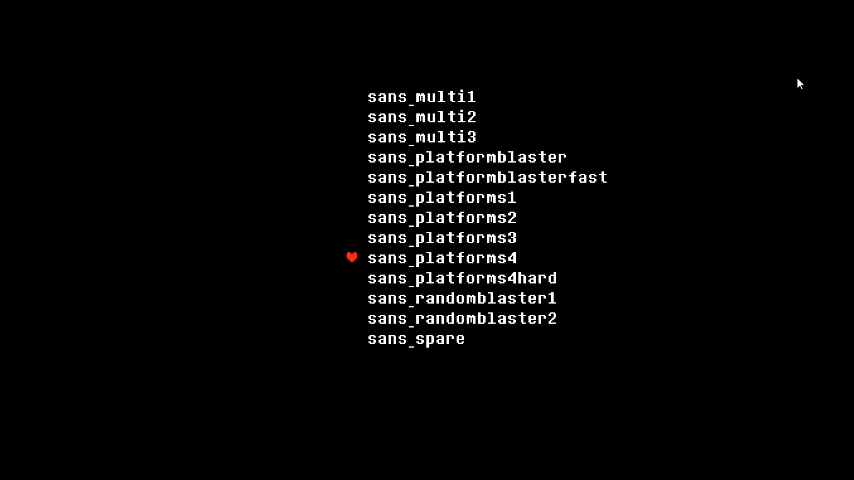 sans_multi1
sans_multi2
sans_multi3
sans_platformblaster
sans_platformblasterfast
sans_platforms1
sans_platforms2
sans_platforms3
sans_platforms4
sans_platforms4hard
sans_randomblaster1
sans_randomblaster2
sans_spare